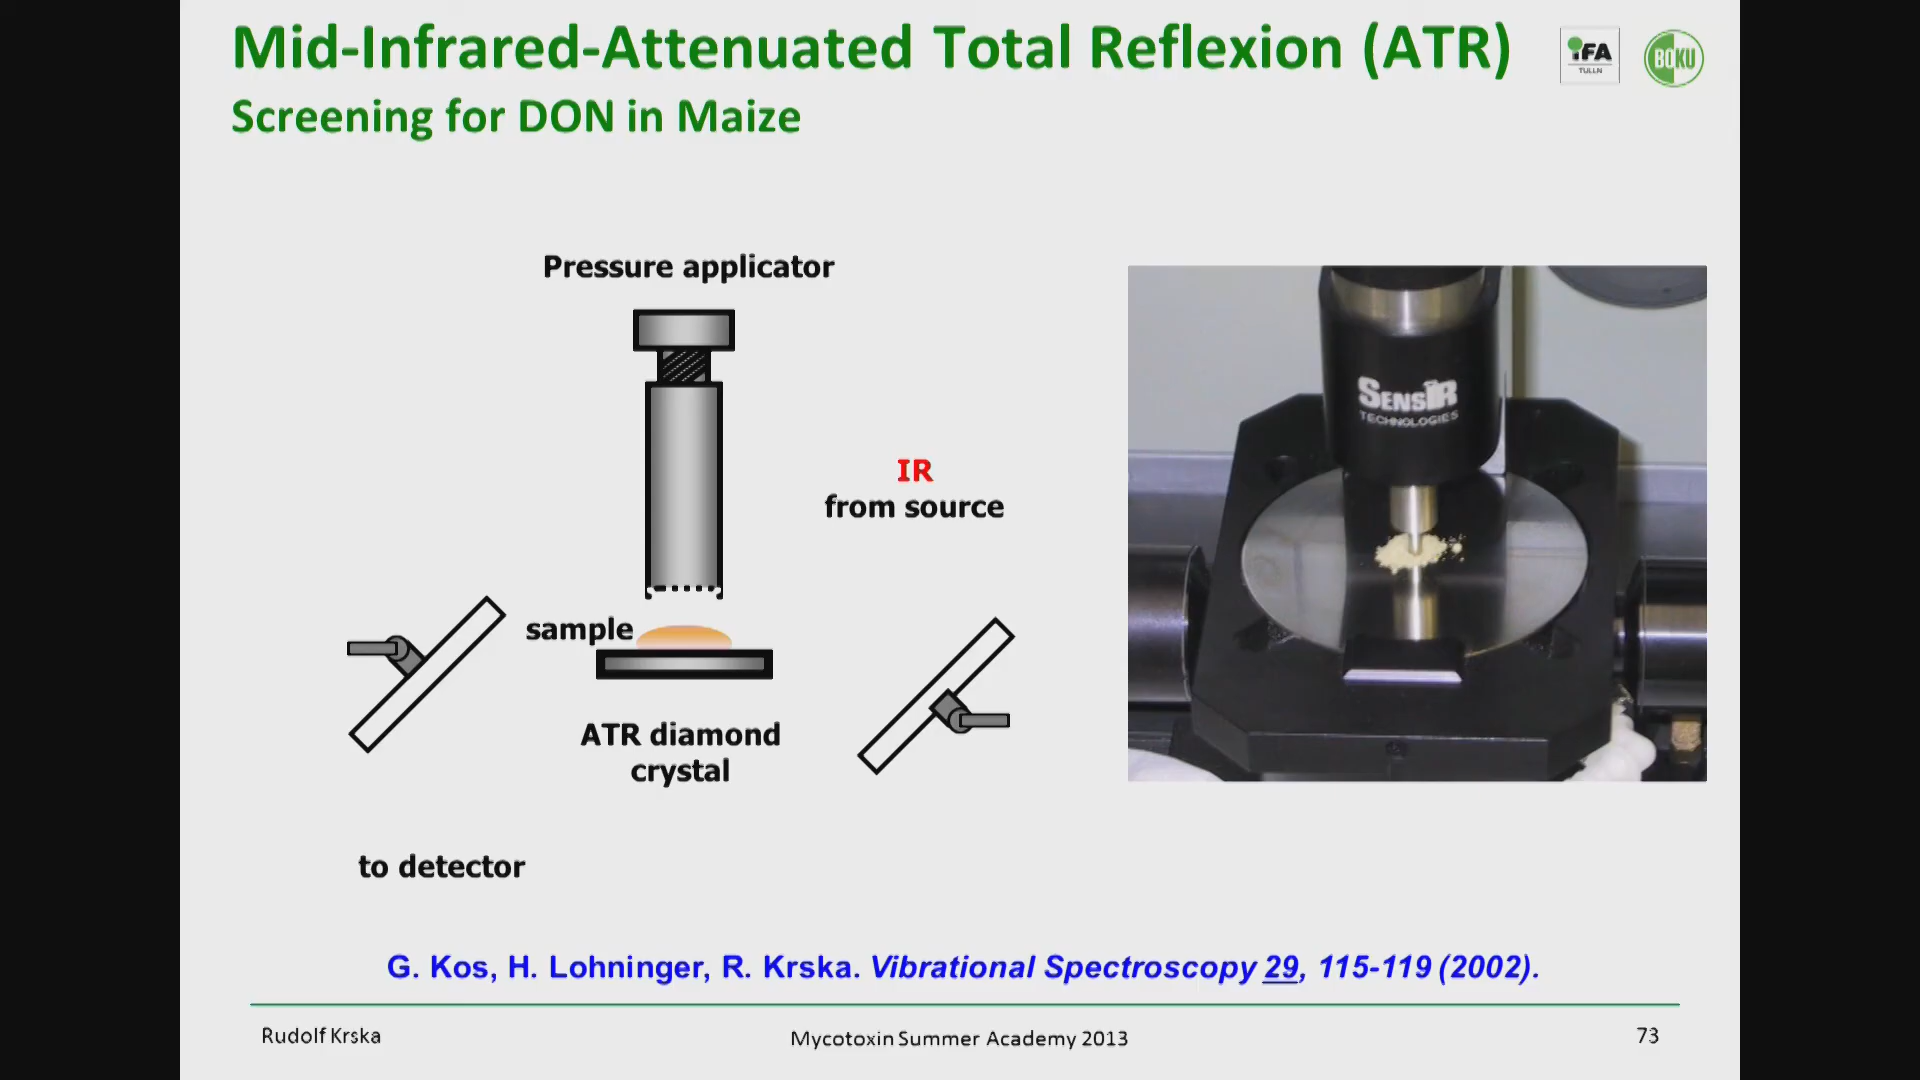 Mid-Infrared-Attenuated Total Reflexion (ATR)
Screening for DON in Maize
iFA
TULLN
BOKU
Pressure applicator
IR
from source
sample
ATR diamond
crystal
to detector
SENSIR
TECHNOLOGIES
G. Kos, H. Lohninger, R. Krska. Vibrational Spectroscopy 29, 115-119 (2002).
Rudolf Krska
Mycotoxin Summer Academy 2013
73